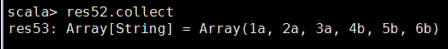 scala> res52.collect
res53: Array[String] = Array(1a, 2a, 3a, 4b, 5b, 6b)